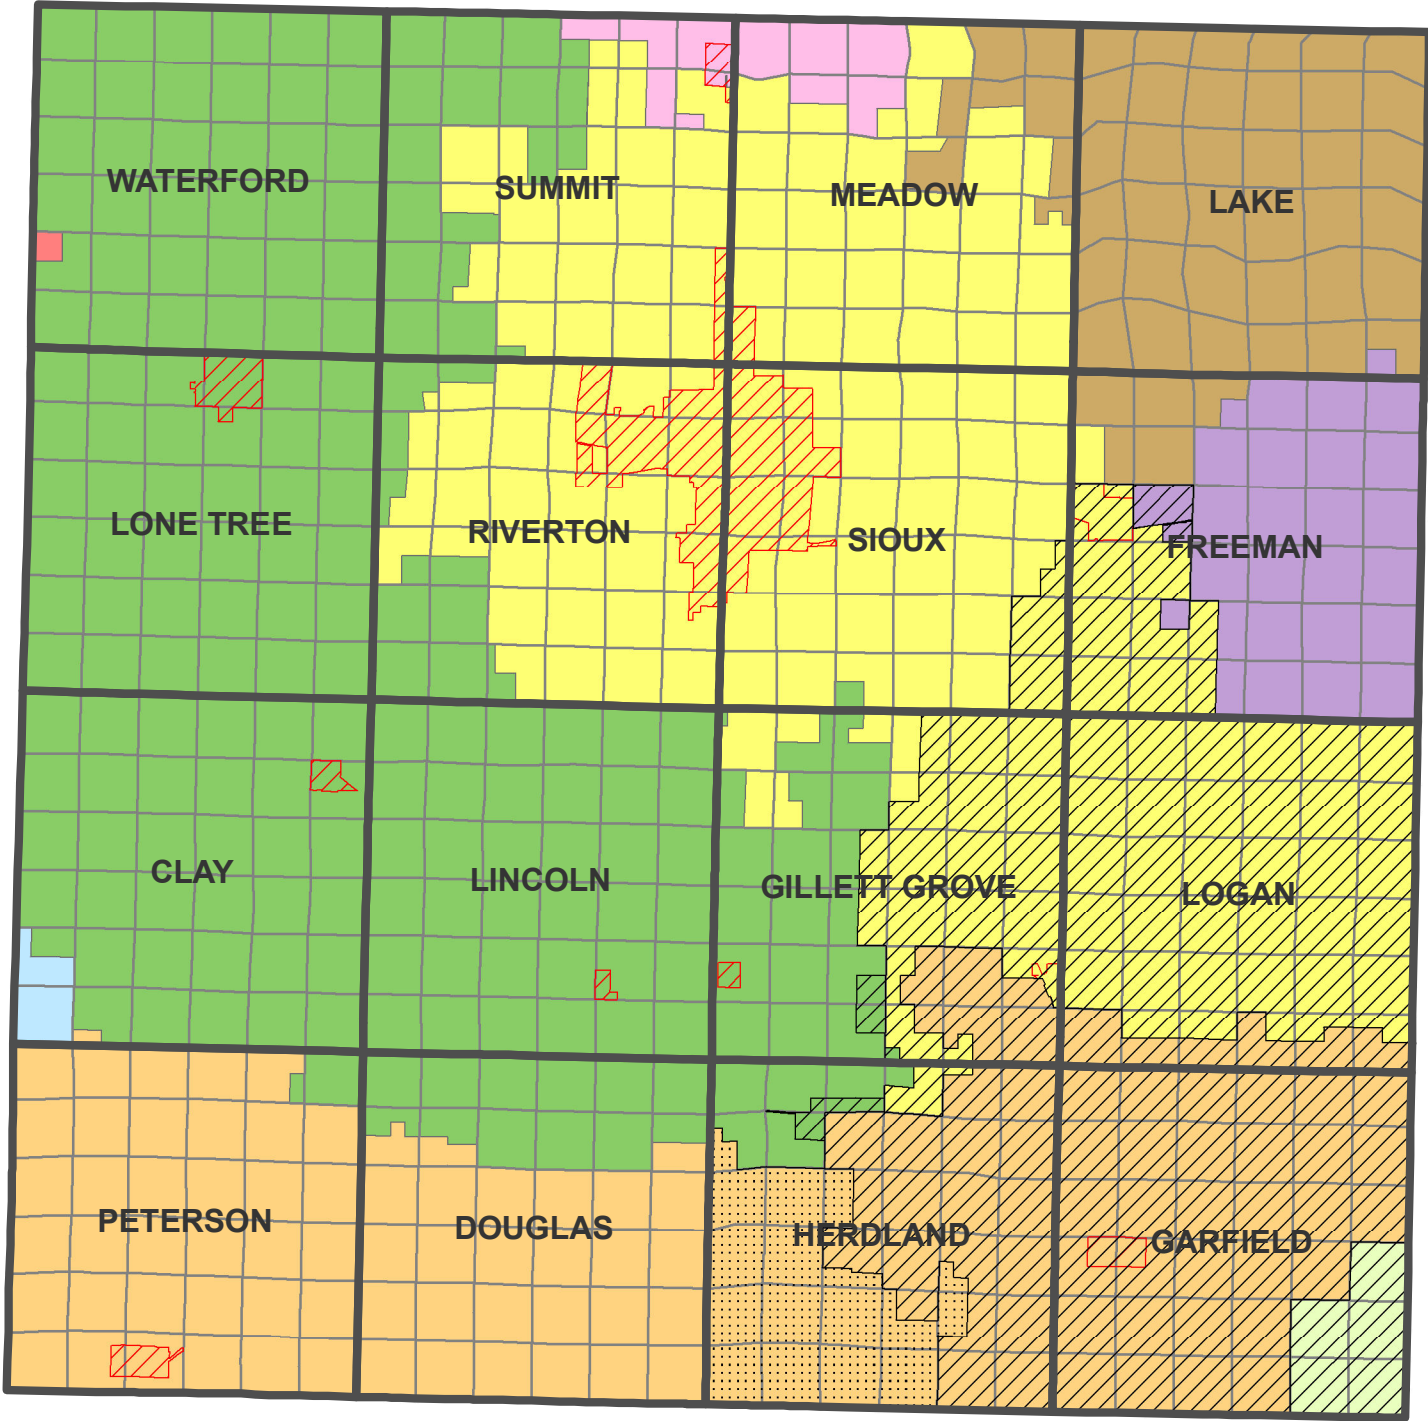 WATERFORD
SUMMIT
MEADOW
LAKE
LONE TREE
RIVERTON
SIOUX
FREEMAN
CLAY
LINCOLN
GILLETT GROVE
LOGAN
PETERSON
DOUGLAS
HERDLAND
GARFIELD